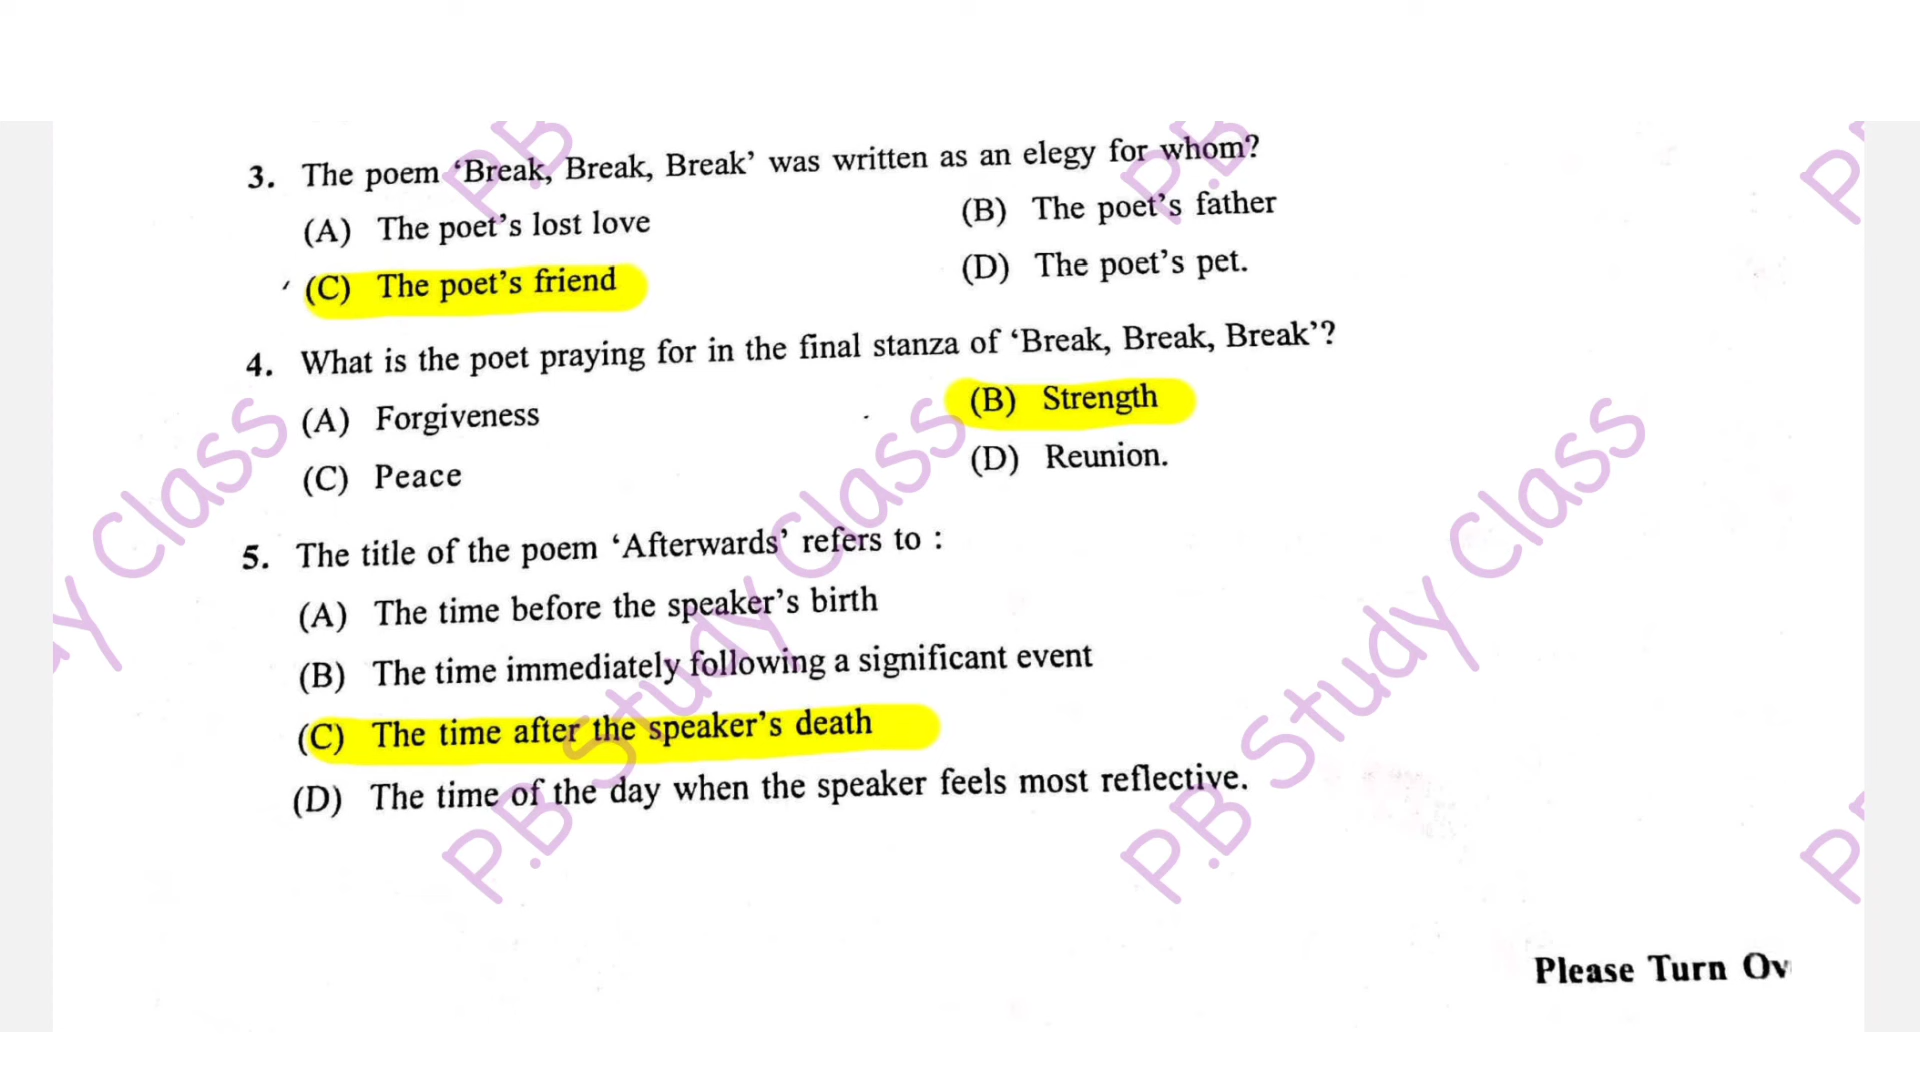 3. The poem ‘Break, Break, Break’ was written as an elegy for whom?
(A) The poet’s lost love
(B) The poet’s father
(C) The poet’s friend
(D) The poet’s pet.
4. What is the poet praying for in the final stanza of ‘Break, Break, Break’?
(A) Forgiveness
(B) Strength
(C) Peace
(D) Reunion.
5. The title of the poem ‘Afterwards’ refers to :
(A) The time before the speaker’s birth
(B) The time immediately following a significant event
(C) The time after the speaker’s death
(D) The time of the day when the speaker feels most reflective.
Please Turn Ov
P.B Study Class
P.B Study Class
y Class
P.B
P.B
P
P